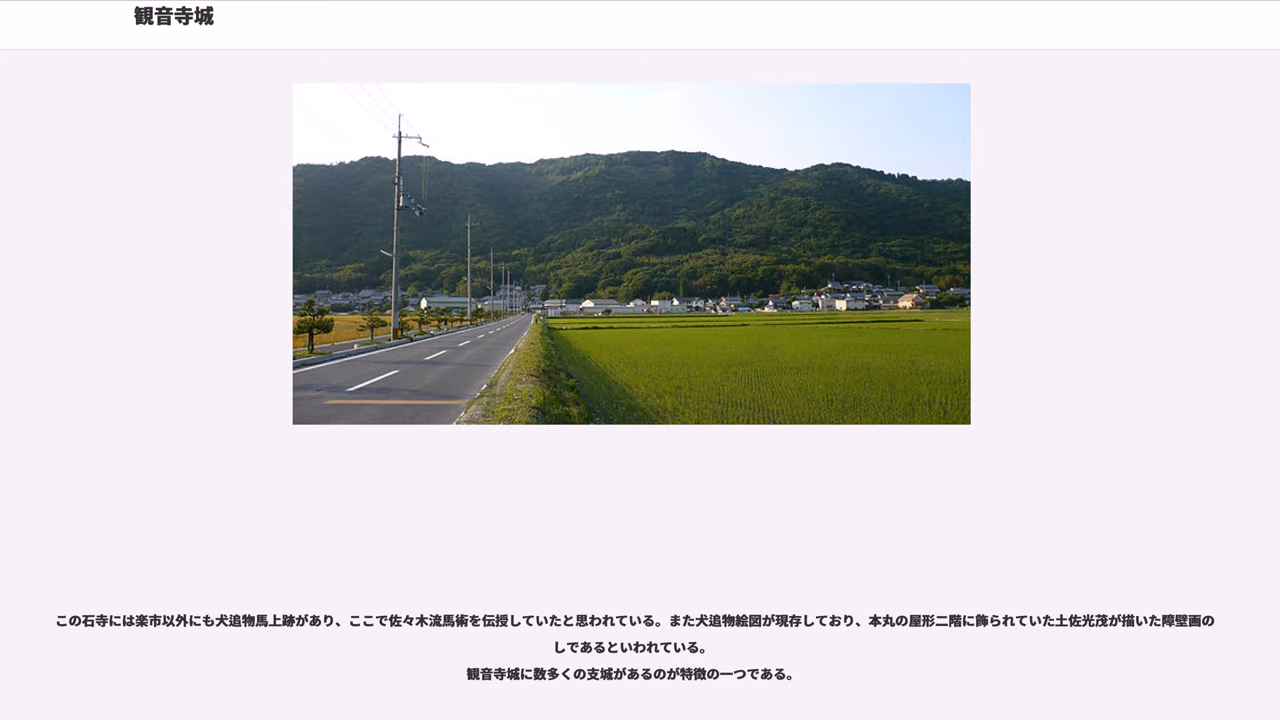 観音寺城
この石寺には楽市以外にも犬追物馬上跡があり、ここで佐々木流馬術を伝授していたと思われている。また犬追物絵図が現存しており、本丸の屋形二階に飾られていた土佐光茂が描いた障壁画の
しであるといわれている。
観音寺城に数多くの支城があるのが特徴の一つである。